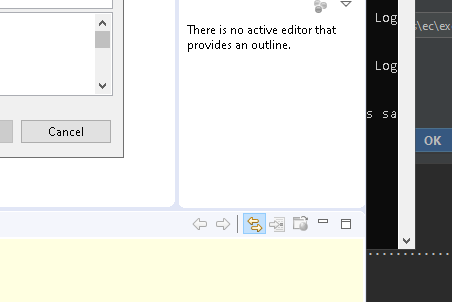 There is no active editor that
provides an outline.
Cancel
Log
Log
s sa
\ec\ex
OK